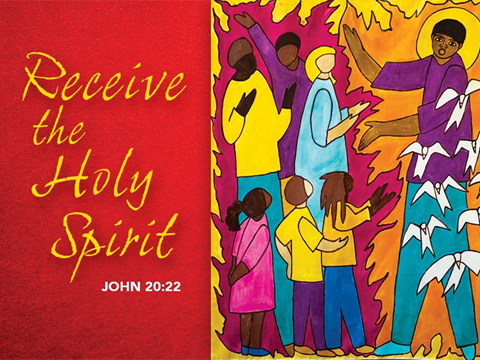 Receive
the
Holy
Spirit
JOHN 20:22